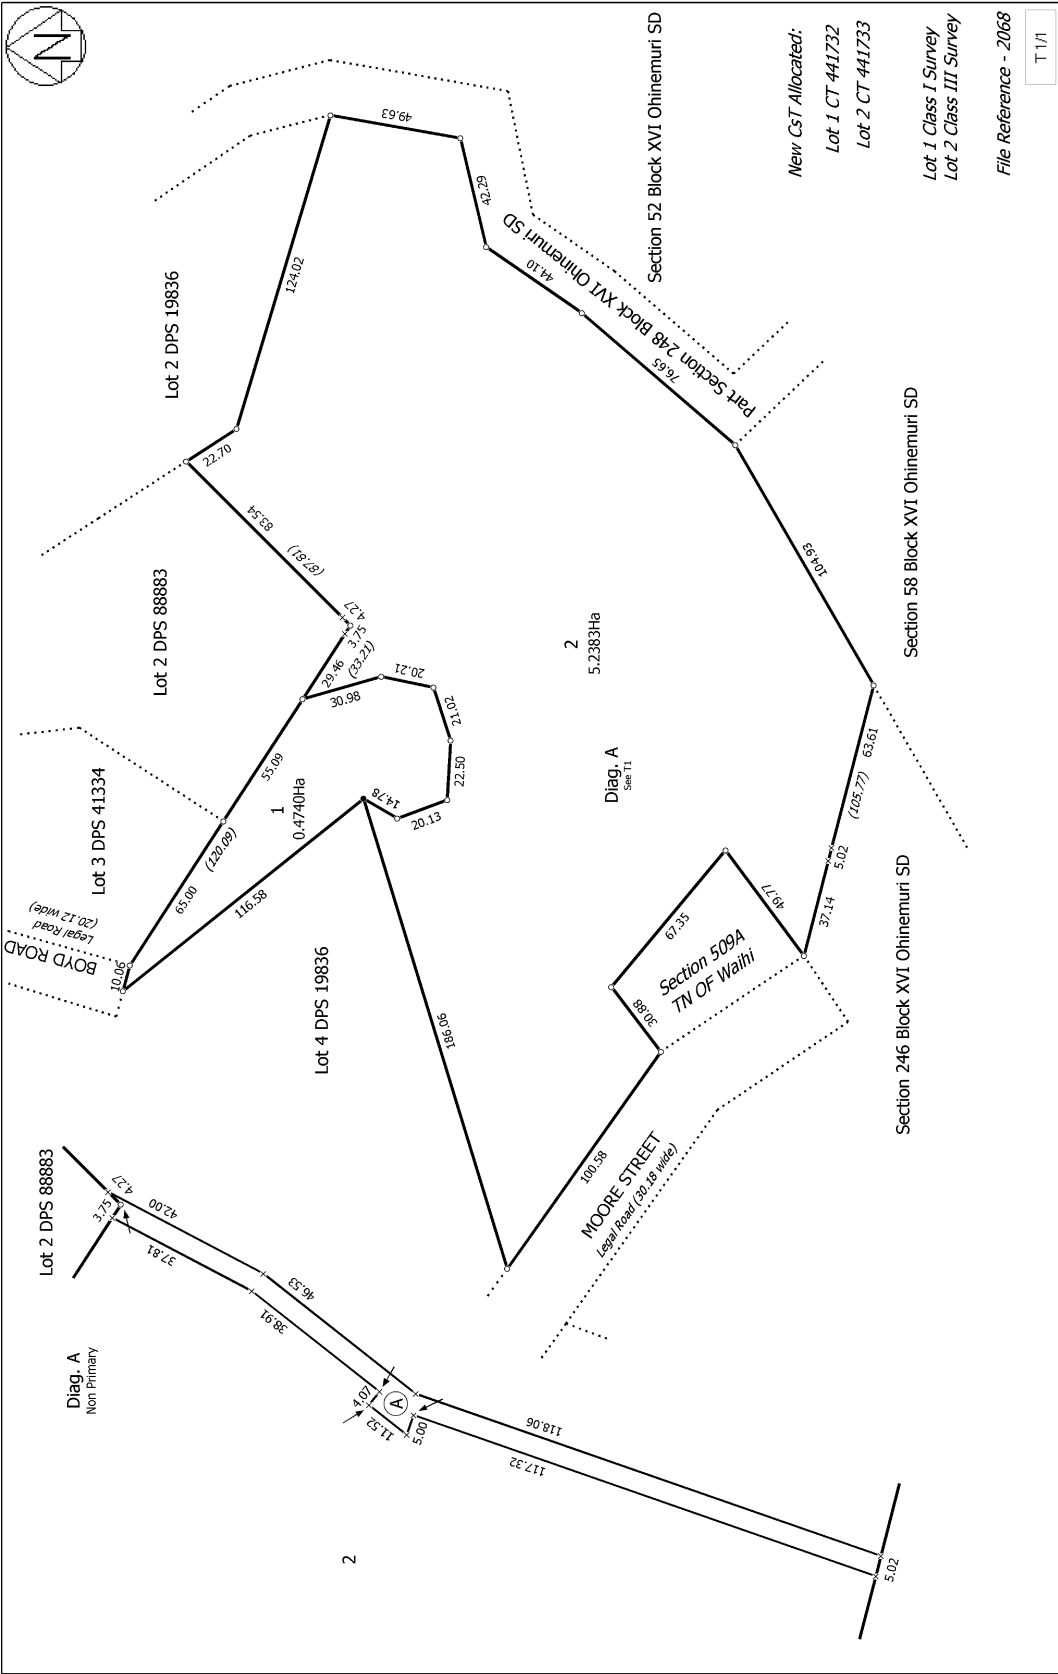 N
Lot 2 DPS 88883
Diag. A
Non Primary
3.75
4.27
42.00
37.81
46.53
38.91
4.07
A
11.52
5.00
118.06
117.32
5.02
2
BOYD ROAD
Legal Road
(20.12 wide)
Lot 3 DPS 41334
Lot 2 DPS 88883
Lot 2 DPS 19836
10.06
65.00
(120.09)
55.09
116.58
1
0.4740Ha
29.46
(33.21)
3.75
4.27
83.54
(87.81)
22.70
124.02
49.63
42.29
44.10
76.65
104.93
63.61
(105.77)
5.02
37.14
49.77
67.35
30.88
100.58
186.06
14.78
20.13
22.50
21.02
20.21
30.98
Lot 4 DPS 19836
2
5.2383Ha
Diag. A
See T1
Section 509A
TN OF Waihi
MOORE STREET
Legal Road (30.18 wide)
Part Section 248 Block XVI Ohinemuri SD
Section 52 Block XVI Ohinemuri SD
Section 58 Block XVI Ohinemuri SD
Section 246 Block XVI Ohinemuri SD
New CsT Allocated:
Lot 1 CT 441732
Lot 2 CT 441733
Lot 1 Class I Survey
Lot 2 Class III Survey
File Reference - 2068
T 1/1